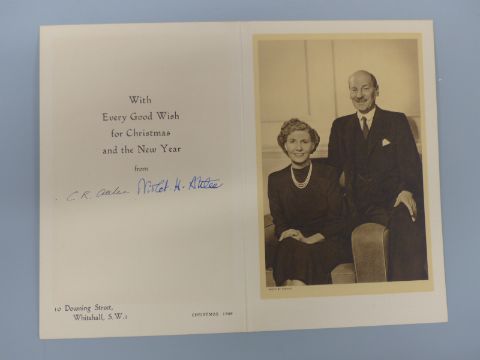 With
Every Good Wish
for Christmas
and the New Year
from
C. R. Attlee Violet H. Attlee
10 Downing Street,
Whitehall, S.W.1
CHRISTMAS